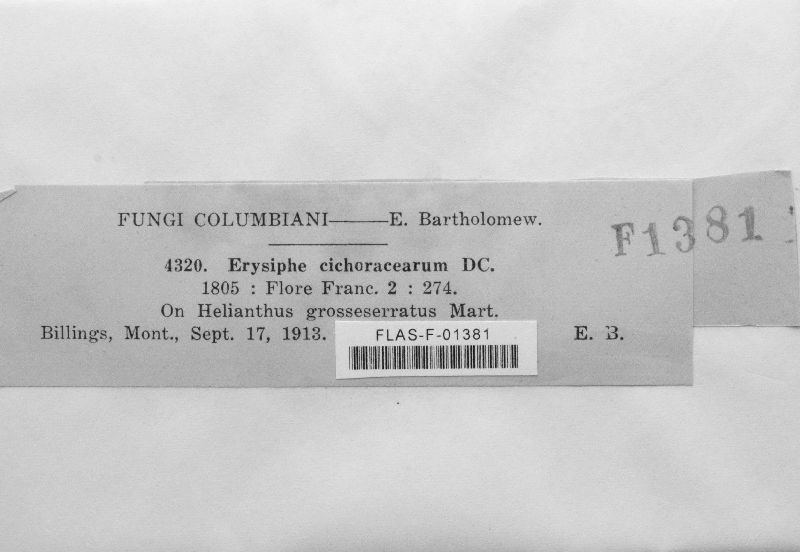 FUNGI COLUMBIANI——E. Bartholomew.
F1381
4320. Erysiphe cichoracearum DC.
1805 : Flore Franc. 2 : 274.
On Helianthus grosseserratus Mart.
Billings, Mont., Sept. 17, 1913. E. B.
FLAS-F-01381